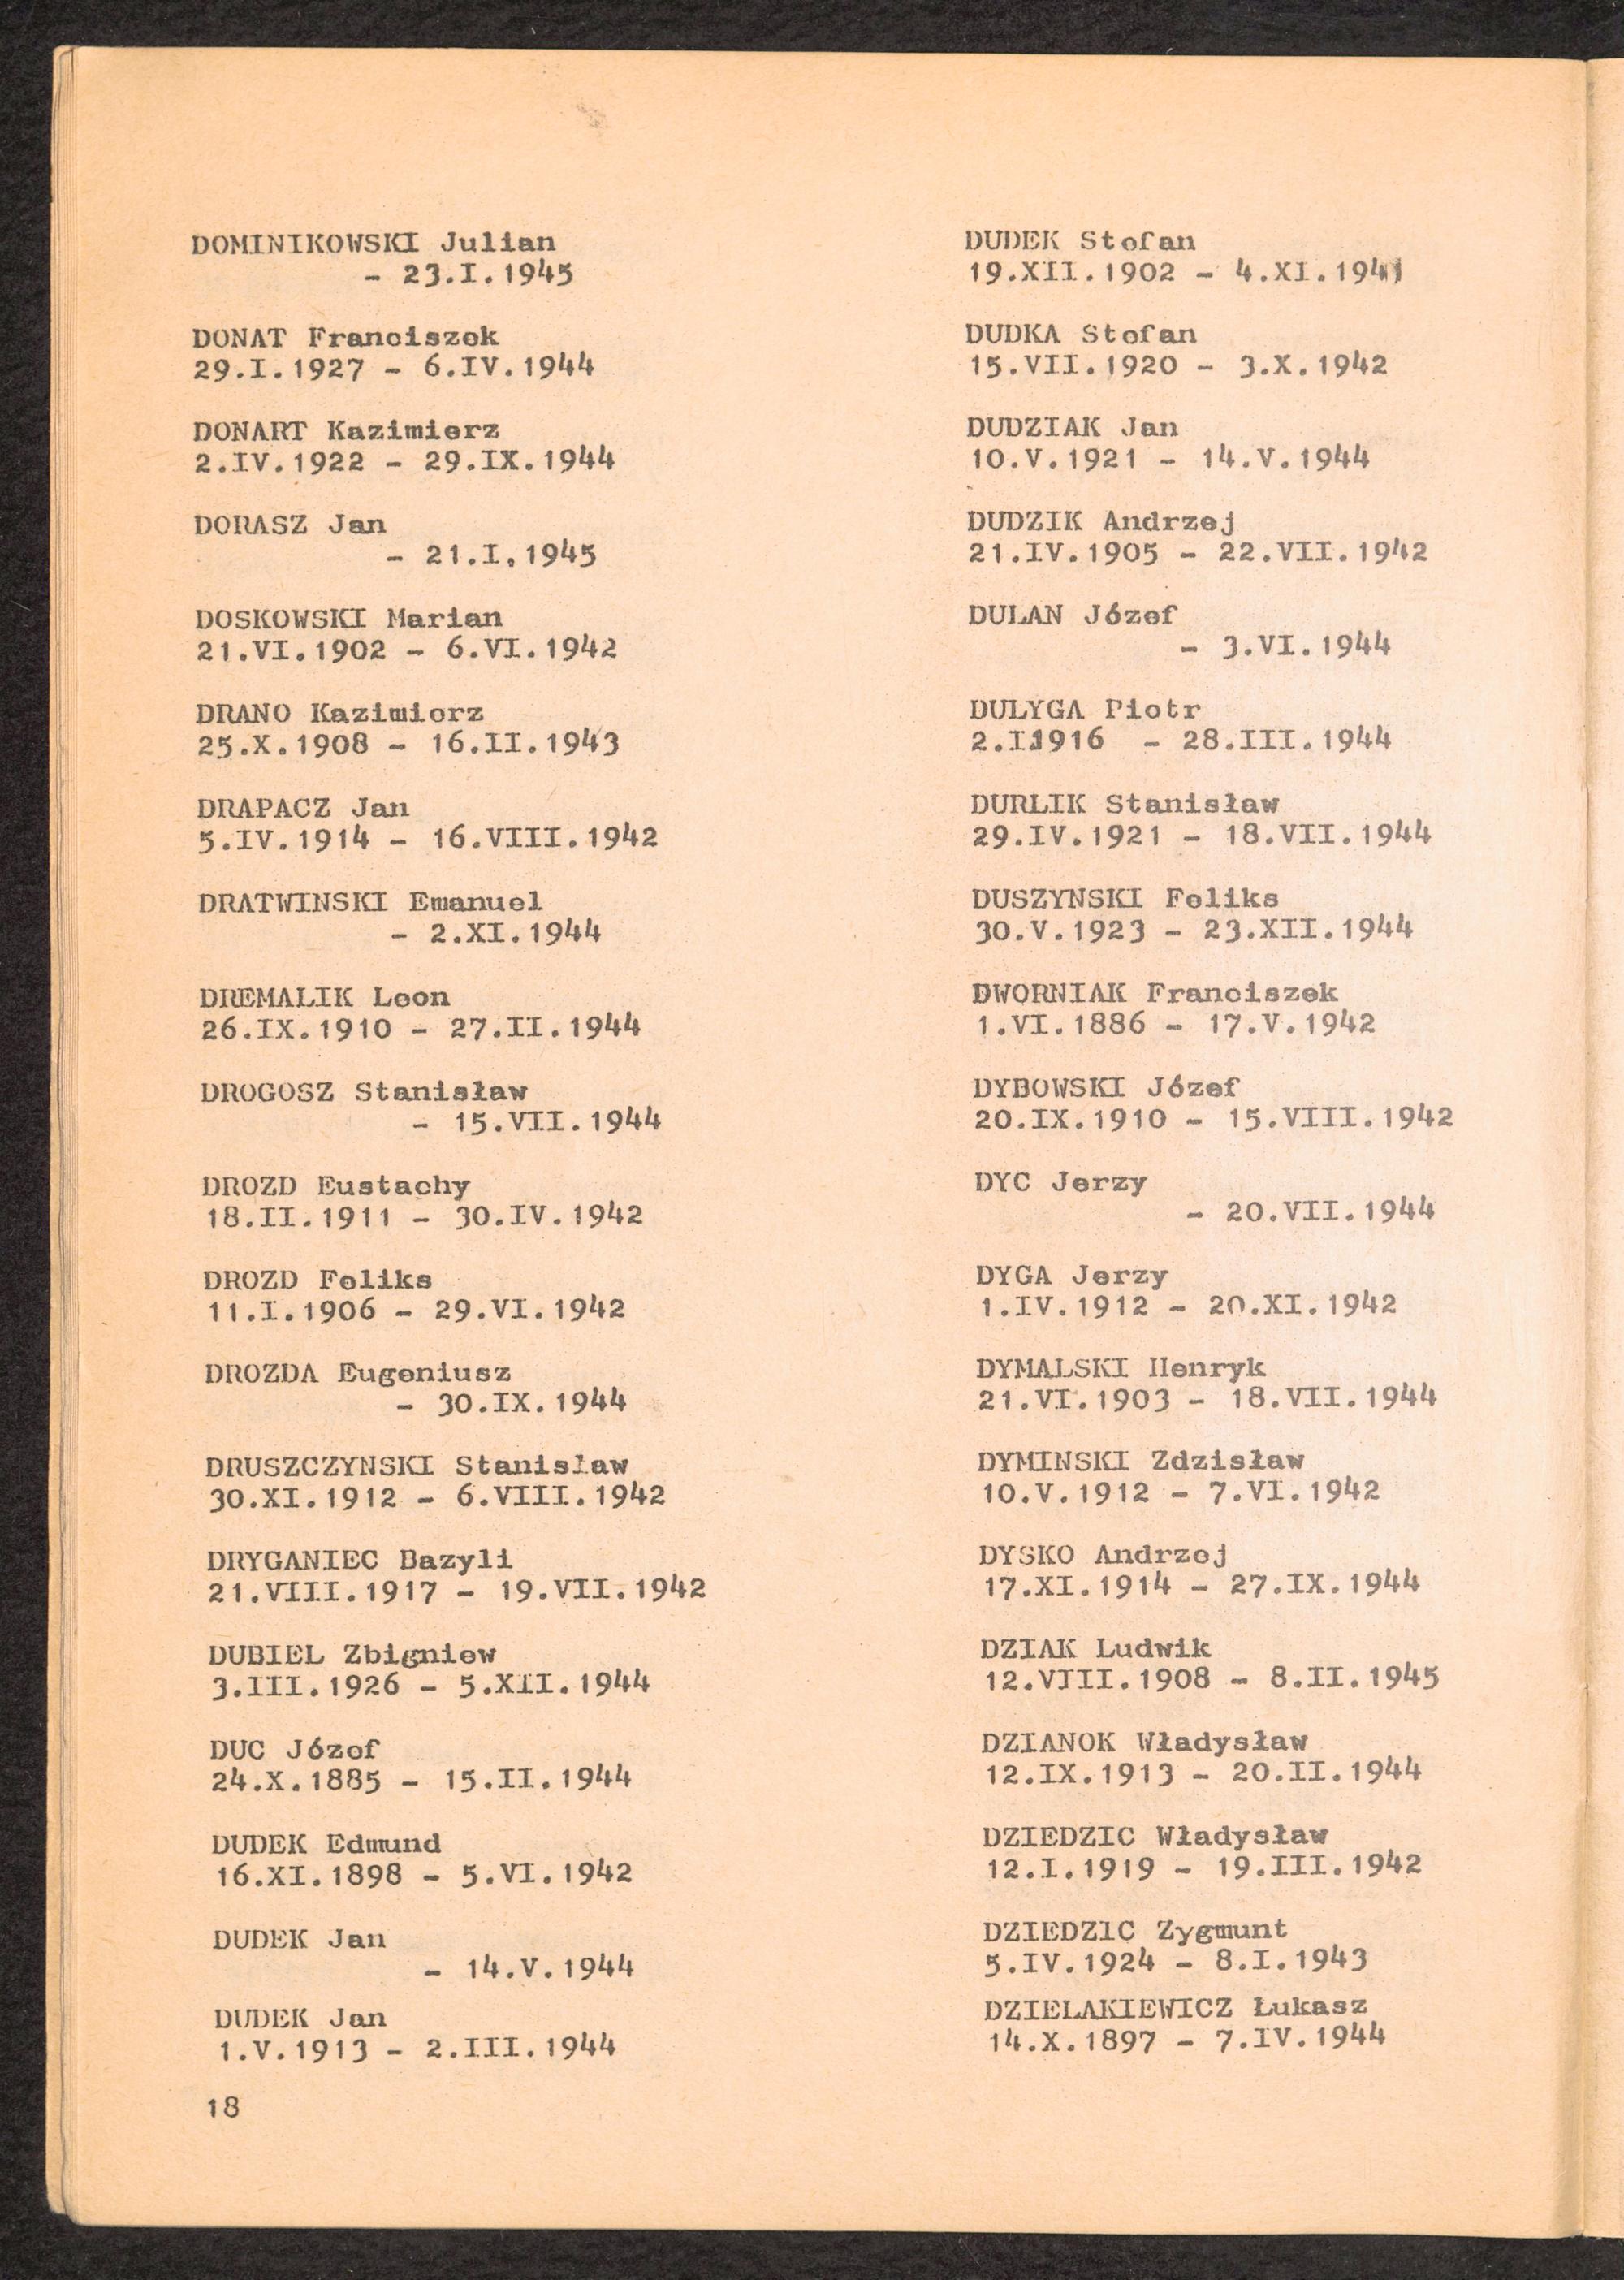 DOMINIKOWSKI Julian
- 23.I.1945
DONAT Franciszek
29.I.1927 - 6.IV.1944
DONART Kazimierz
2.IV.1922 - 29.IX.1944
DORASZ Jan
- 21.I.1945
DOSKOWSKI Marian
21.VI.1902 - 6.VI.1942
DRANO Kazimierz
25.X.1908 - 16.II.1943
DRAPACZ Jan
5.IV.1914 - 16.VIII.1942
DRATWINSKI Emanuel
- 2.XI.1944
DREMALIK Leon
26.IX.1910 - 27.II.1944
DROGOSZ Stanisław
- 15.VII.1944
DROZD Eustachy
18.II.1911 - 30.IV.1942
DROZD Feliks
11.I.1906 - 29.VI.1942
DROZDA Eugeniusz
- 30.IX.1944
DRUSZCZYNSKI Stanisław
30.XI.1912 - 6.VIII.1942
DRYGANIEC Bazyli
21.VIII.1917 - 19.VII.1942
DUBIEL Zbigniew
3.III.1926 - 5.XII.1944
DUC Józef
24.X.1885 - 15.II.1944
DUDEK Edmund
16.XI.1898 - 5.VI.1942
DUDEK Jan
- 14.V.1944
DUDEK Jan
1.V.1913 - 2.III.1944
18
DUDEK Stefan
19.XII.1902 - 4.XI.
DUDKA Stefan
15.VII.1920 - 3.X.1942
DUDZIAK Jan
10.V.1921 - 14.V.1944
DUDZIK Andrzej
21.IV.1905 - 22.VII.1942
DULAN Józef
- 3.VI.1944
DULYGA Piotr
- 28.III.1944
DURLIK Stanisław
29.IV.1921 - 18.VII.1944
DUSZYNSKI Feliks
30.V.1923 - 23.XII.1944
DWORNIAK Franciszek
1.VI.1886 - 17.V.1942
DYBOWSKI Józef
20.IX.1910 - 15.VIII.1942
DYC Jerzy
- 20.VII.1944
DYGA Jerzy
1.IV.1912 - 20.XI.1942
DYMALSKI Henryk
21.VI.1903 - 18.VII.1944
DYMINSKI Zdzisław
10.V.1912 - 7.VI.1942
DYSKO Andrzej
17.XI.1914 - 27.IX.1944
DZIAK Ludwik
12.VIII.1908 - 8.II.1945
DZIANOK Władysław
12.IX.1913 - 20.II.1944
DZIEDZIC Władysław
12.I.1919 - 19.III.1942
DZIEDZIC Zygmunt
5.IV.1924 - 8.I.1943
DZIELAKIEWICZ Łukasz
14.X.1897 - 7.IV.1944